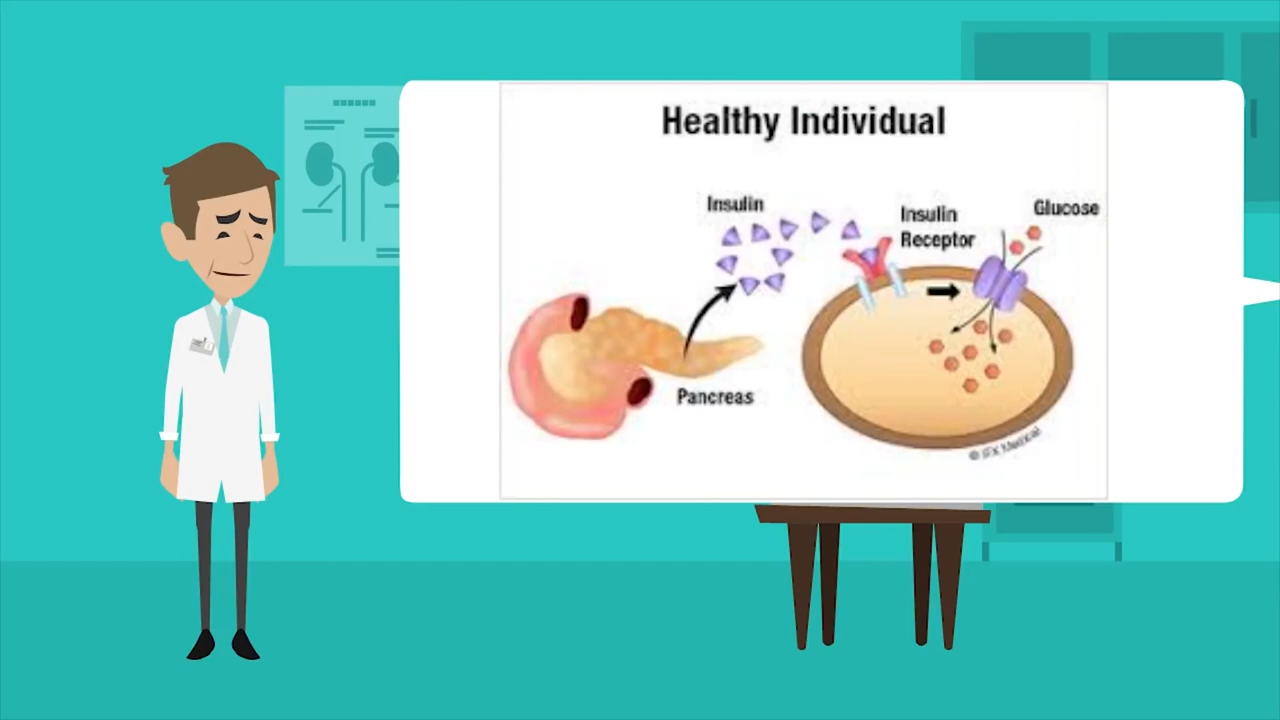 Healthy Individual
Insulin
Insulin
Receptor
Glucose
Pancreas